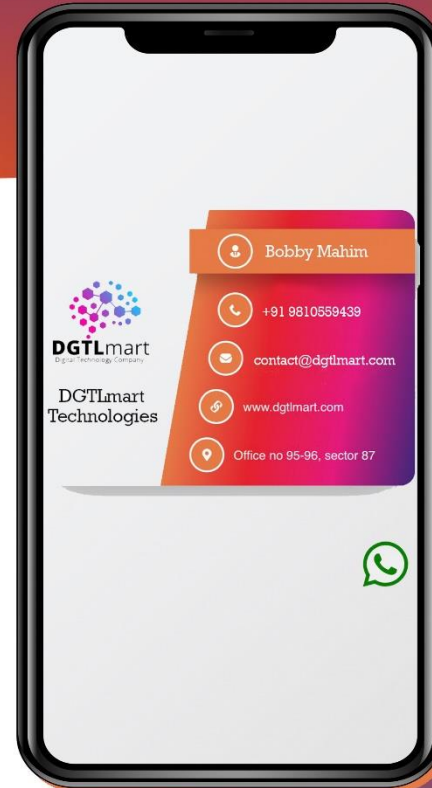 DGTLmart
Digital Technology Company
DGTLmart
Technologies
Bobby Mahim
+91 9810559439
contact@dgtlmart.com
www.dgtlmart.com
Office no 95-96, sector 87